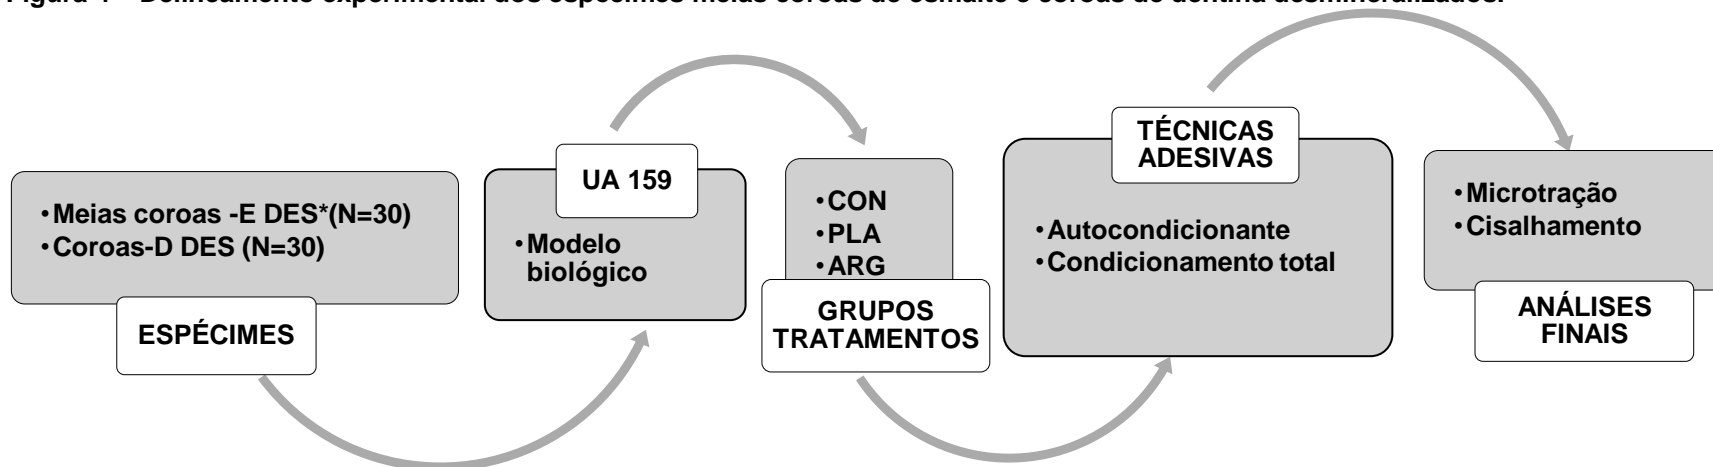 Figura 4 – Delineamento experimental dos espécimes meias coroas de esmalte e coroas de dentina desmineralizados.
•Meias coroas -E DES*(N=30)
•Coroas-D DES (N=30)
ESPÉCIMES
UA 159
•Modelo
biológico
•CON
•PLA
•ARG
GRUPOS
TRATAMENTOS
TÉCNICAS
ADESIVAS
•Autocondicionante
•Condicionamento total
•Microtração
•Cisalhamento
ANÁLISES
FINAIS